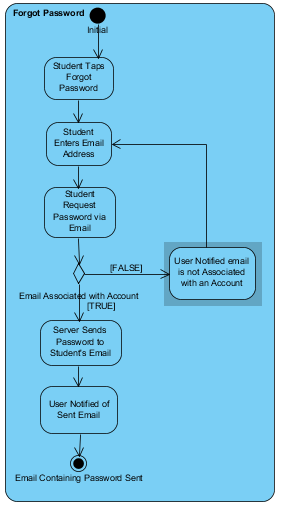 Forgot Password
Initial
Student Taps
Forgot
Password
Student
Enters Email
Address
Student
Request
Password via
Email
[FALSE]
User Notified email
is not Associated
with an Account
Email Associated with Account
[TRUE]
Server Sends
Password to
Student's Email
User Notified of
Sent Email
Email Containing Password Sent